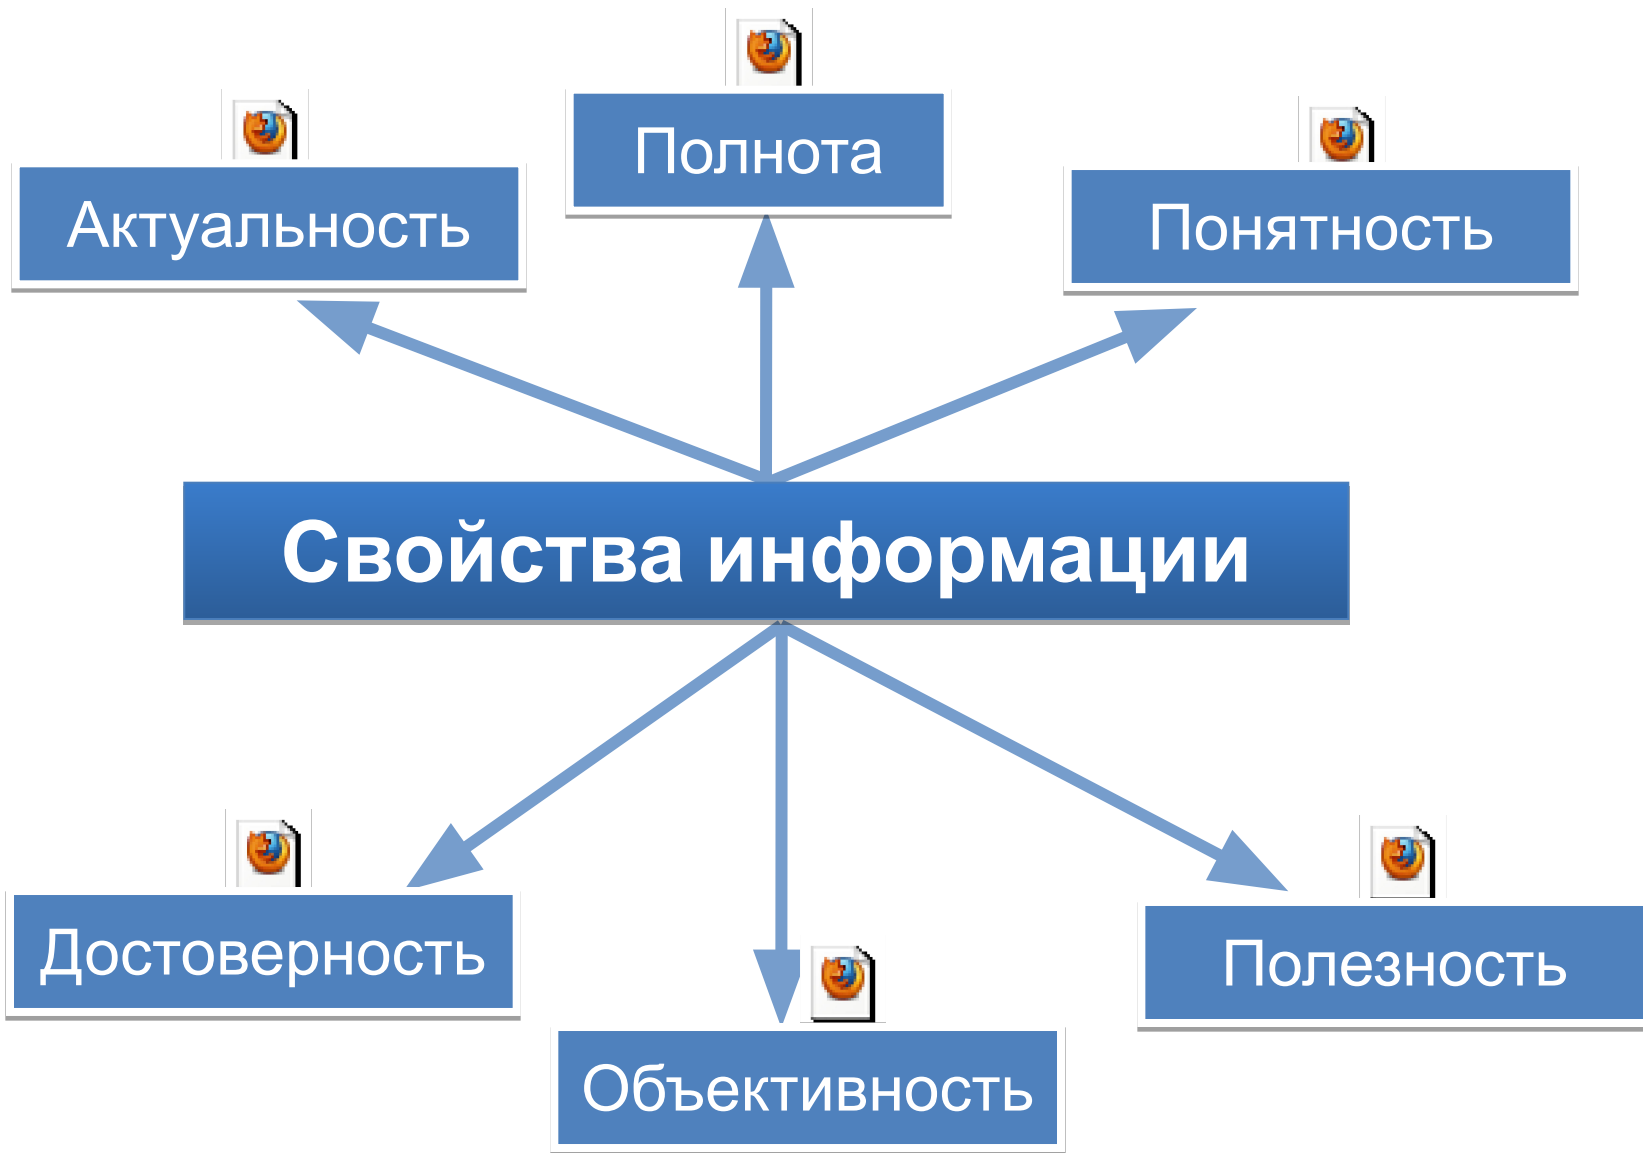 Полнота
Актуальность
Понятность
Свойства информации
Достоверность
Полезность
Объективность